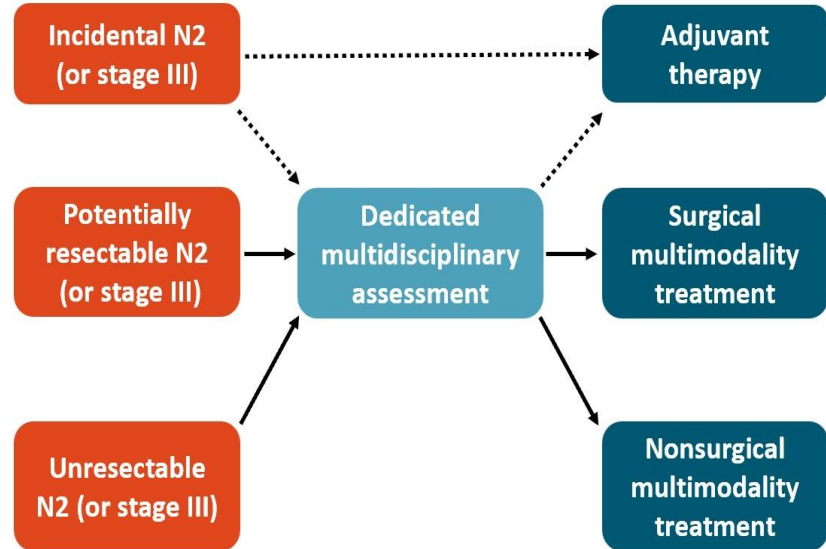 Incidental N2
(or stage III)
Adjuvant
therapy
Potentially
resectable N2
(or stage III)
Dedicated
multidisciplinary
assessment
Surgical
multimodality
treatment
Unresectable
N2 (or stage III)
Nonsurgical
multimodality
treatment